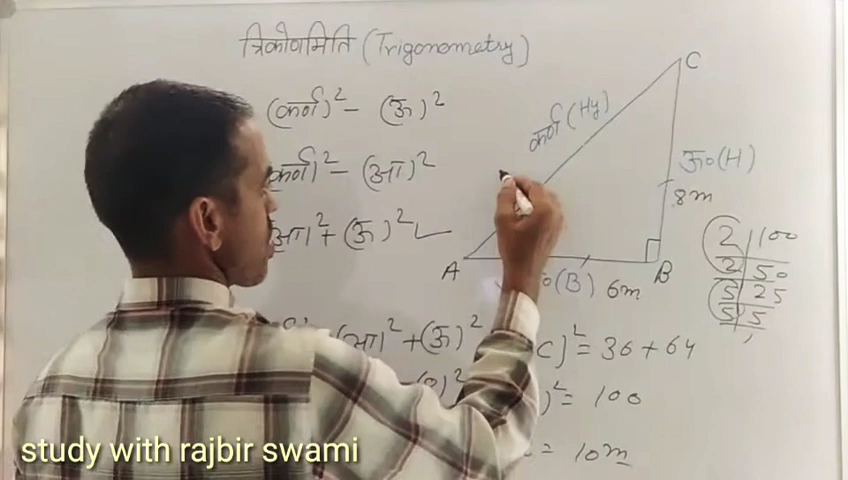 त्रिकोणमिति (Trigonometry)
(कर्ण)² - (ऊ)²
कर्ण)² - (आ)²
(आ)² + (ऊ)²
A
B
C
कर्ण (Hy)
ऊ० (H)
8m
(B) 6m
2 | 100
2 | 50
5 | 25
5 | 5
(आ)² + (ऊ)²
)² = 36 + 64
)² = 100
= 10m
study with rajbir swami